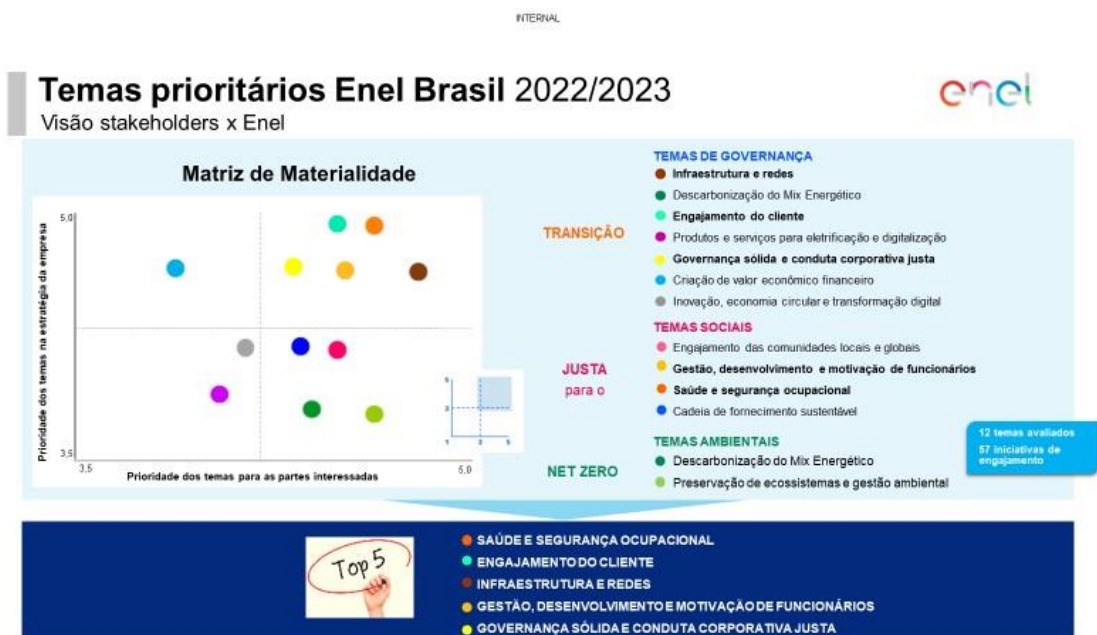 INTERNAL
Temas prioritários Enel Brasil 2022/2023
Visão stakeholders x Enel
enel
Matriz de Materialidade
Prioridade dos temas na estratégia da empresa
5,0
3,5
3,5
5,0
Prioridade dos temas para as partes interessadas
5
3
1
3
5
TRANSIÇÃO
JUSTA
para o
NET ZERO
TEMAS DE GOVERNANÇA
Infraestrutura e redes
Descarbonização do Mix Energético
Engajamento do cliente
Produtos e serviços para eletrificação e digitalização
Governança sólida e conduta corporativa justa
Criação de valor econômico financeiro
Inovação, economia circular e transformação digital
TEMAS SOCIAIS
Engajamento das comunidades locais e globais
Gestão, desenvolvimento e motivação de funcionários
Saúde e segurança ocupacional
Cadeia de fornecimento sustentável
TEMAS AMBIENTAIS
Descarbonização do Mix Energético
Preservação de ecossistemas e gestão ambiental
12 temas avaliados
57 iniciativas de
engajamento
Top 5
SAÚDE E SEGURANÇA OCUPACIONAL
ENGAJAMENTO DO CLIENTE
INFRAESTRUTURA E REDES
GESTÃO, DESENVOLVIMENTO E MOTIVAÇÃO DE FUNCIONÁRIOS
GOVERNANÇA SÓLIDA E CONDUTA CORPORATIVA JUSTA